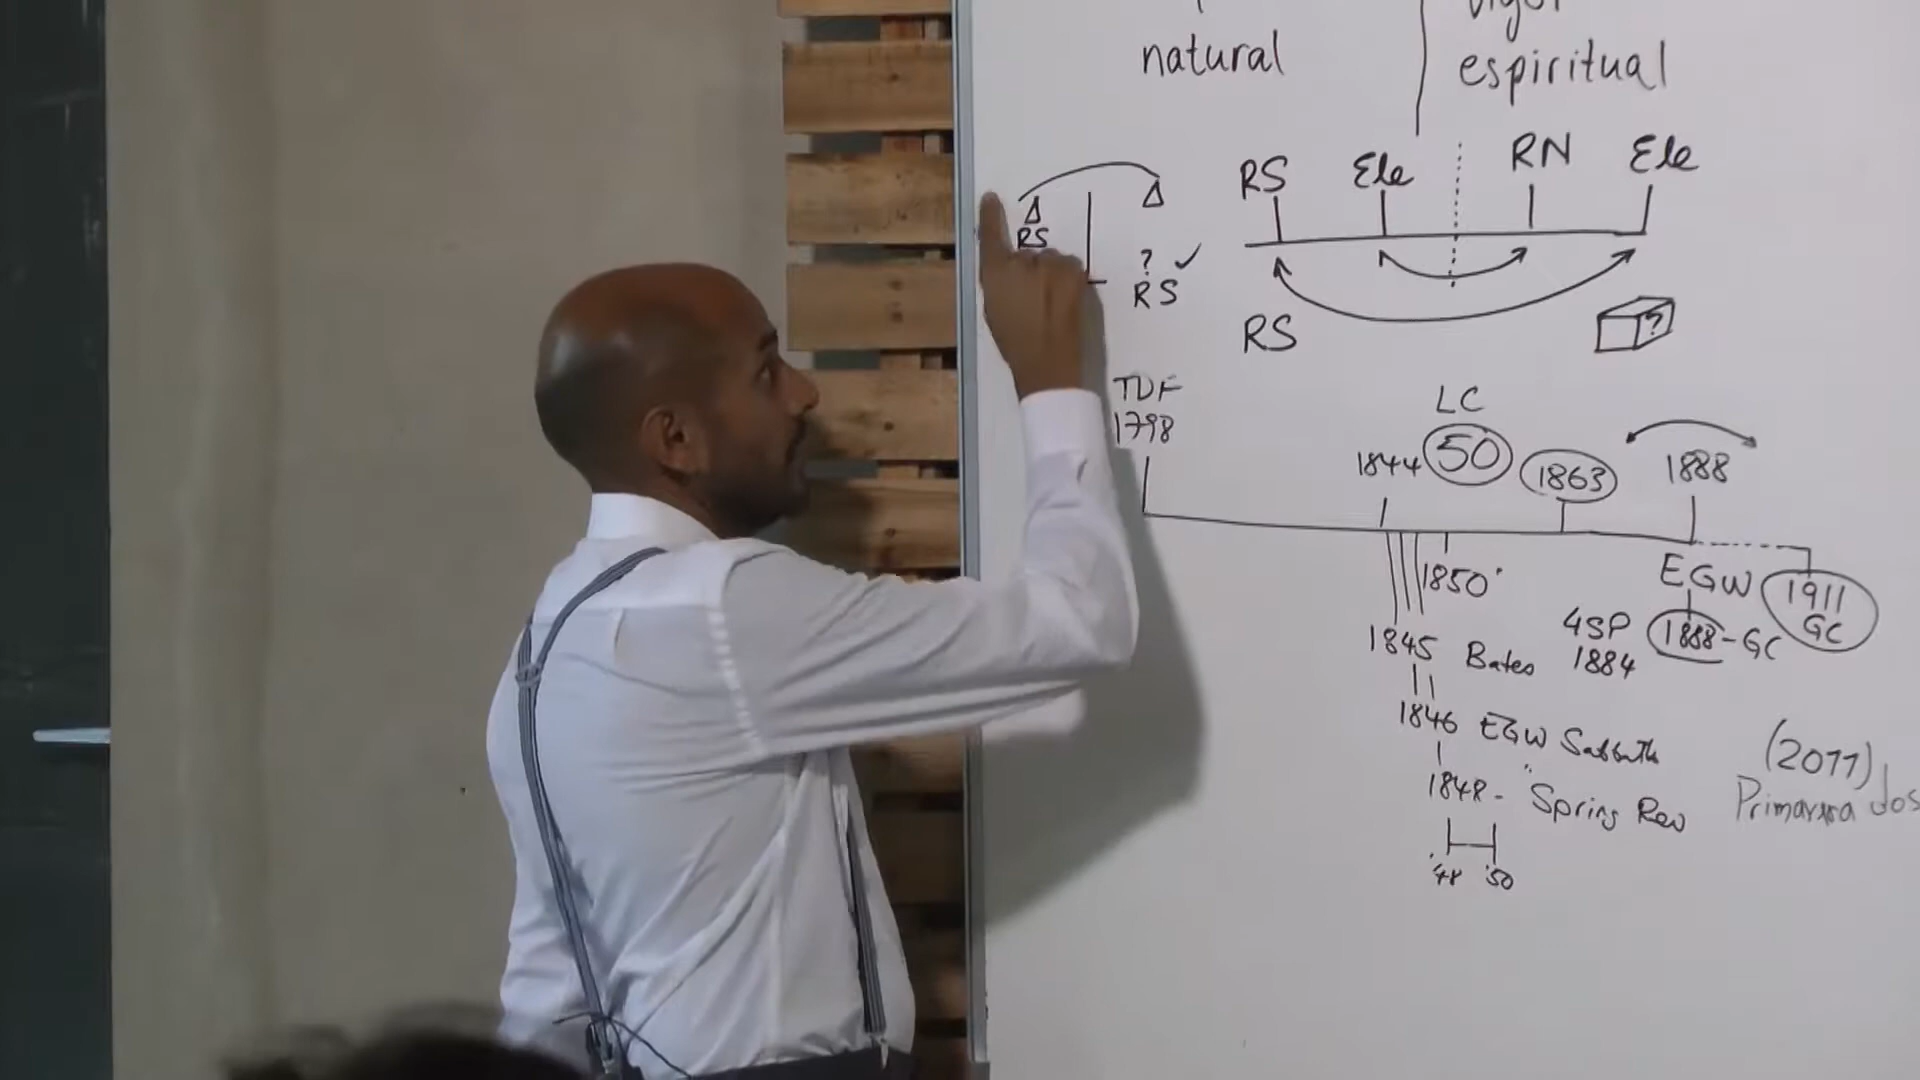 natural
espiritual
RS Ele RN Ele
RS
? ✓
RS
RS
?
TDF
1798
LC
1844 50 1863 1888
1850
EGW 1911
GC
1845 Bates 4SP 1888-GC
1884
1846 EGW Sabbath
(2011)
1848- "Spring Rev
'48 '50